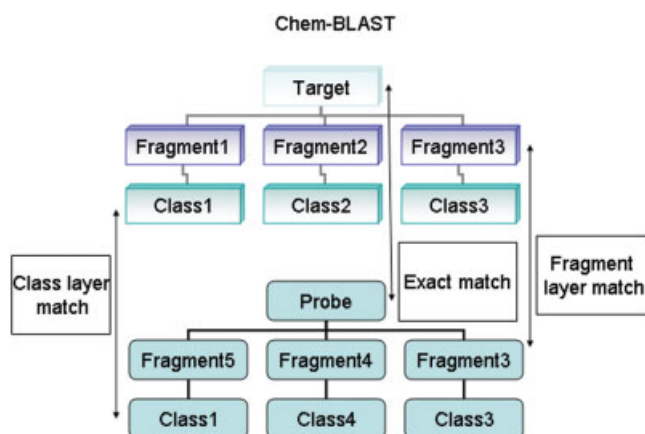 Chem-BLAST
Target
Fragment1 Fragment2 Fragment3
Class1 Class2 Class3
Class layer
match
Exact match
Fragment
layer match
Probe
Fragment5 Fragment4 Fragment3
Class1 Class4 Class3